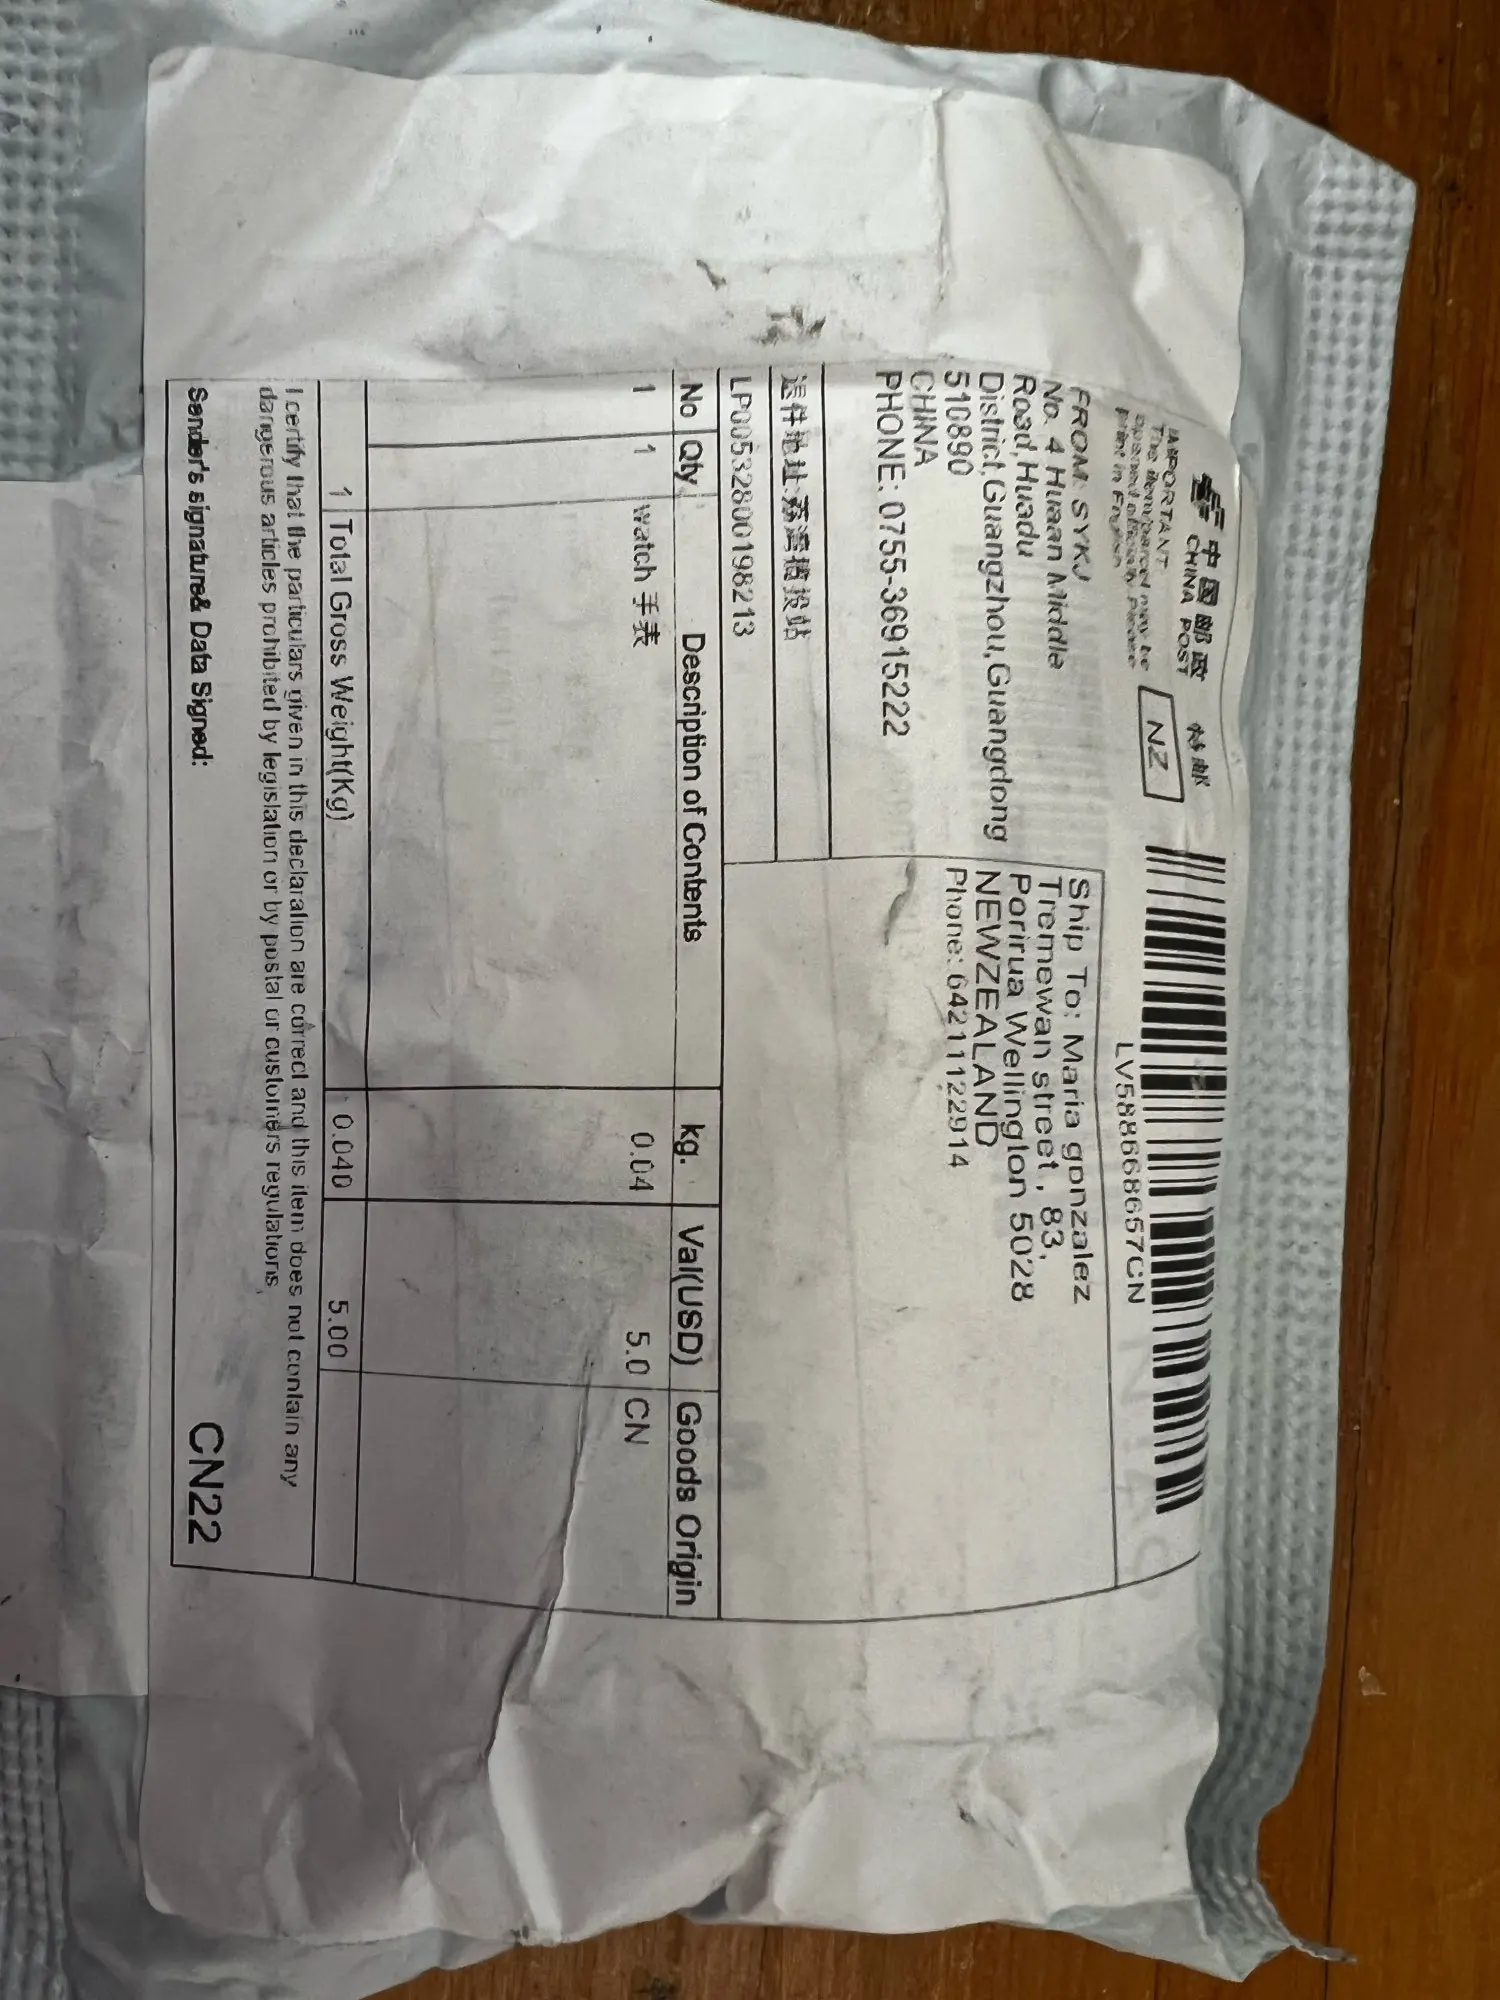 中国邮政
CHINA POST
IMPORTANT:
The item/parcel may be
opened officially. Please
print in English
NZ
LV588668657CN
FROM: SYKJ
No. 4 Huan Middle
Road, Huadu
District, Guangzhou, Guangdong
510890
CHINA
PHONE: 0755-36915222
Ship To: Maria gonzalez
Tremewan street , 83,
Porirua Wellington 5028
NEWZEALAND
Phone: 642111122914
LP00532800198213
No Qty Description of Contents kg. Val(USD) Goods Origin
1 1 watch 手表 0.04 5.0 CN
1 Total Gross Weight(Kg) 0.040 5.00
I certify that the particulars given in this declaration are correct and this item does not contain any
dangerous articles prohibited by legislation or by postal or customers regulations
Sender's signature& Data Signed:
CN22